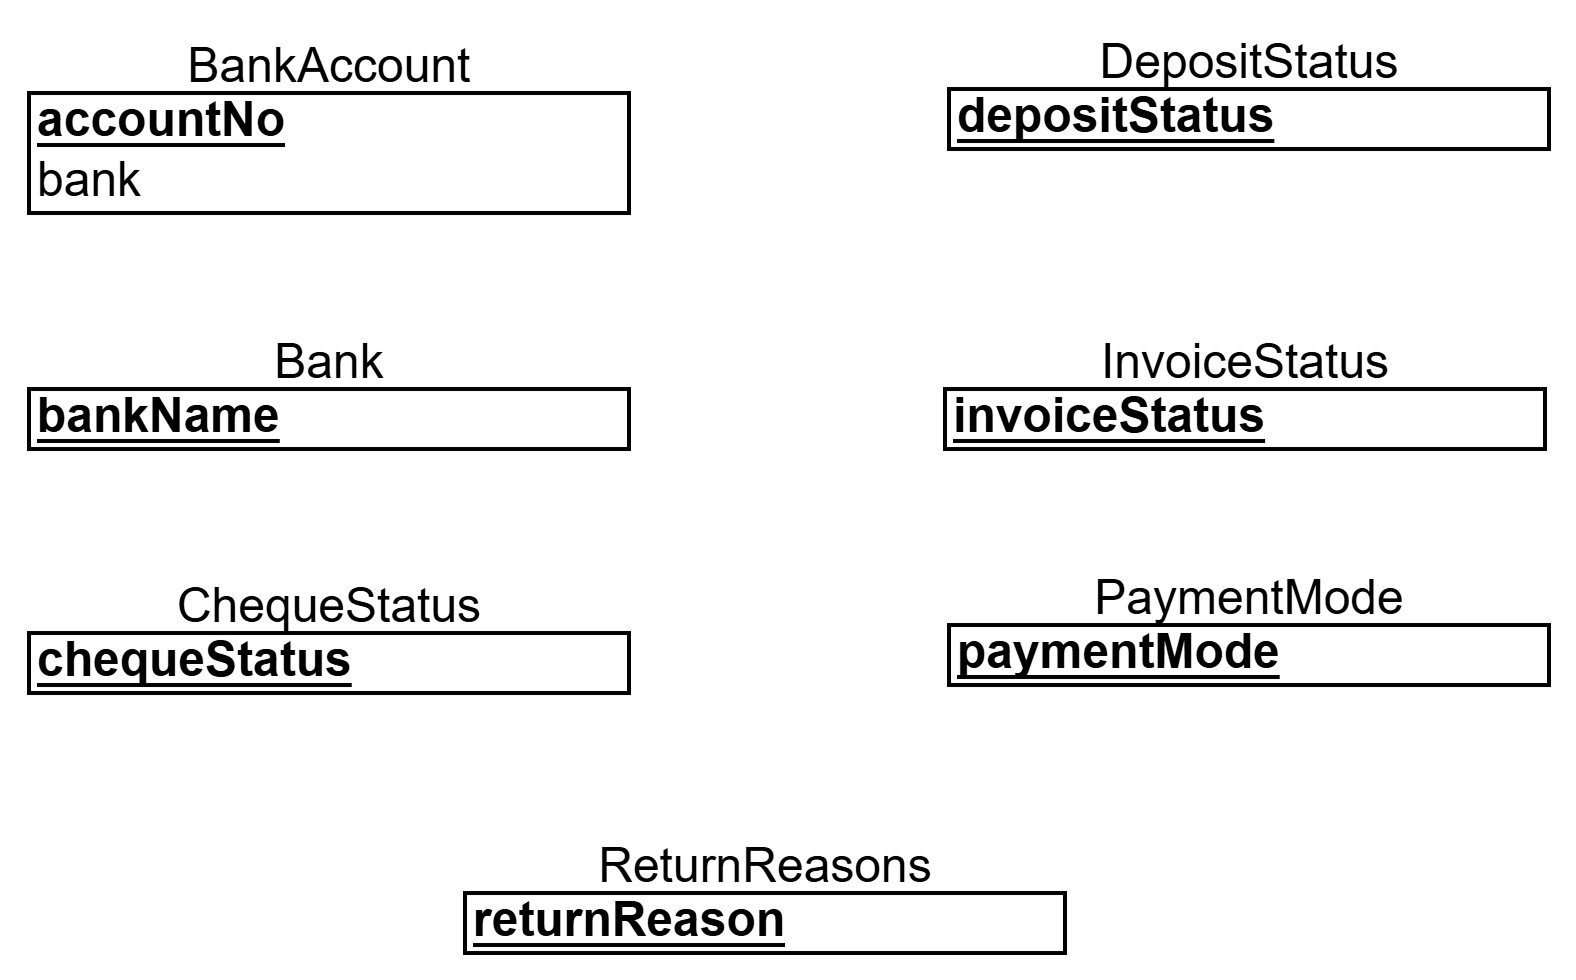 BankAccount
accountNo
bank
DepositStatus
depositStatus
Bank
bankName
InvoiceStatus
invoiceStatus
ChequeStatus
chequeStatus
PaymentMode
paymentMode
ReturnReasons
returnReason